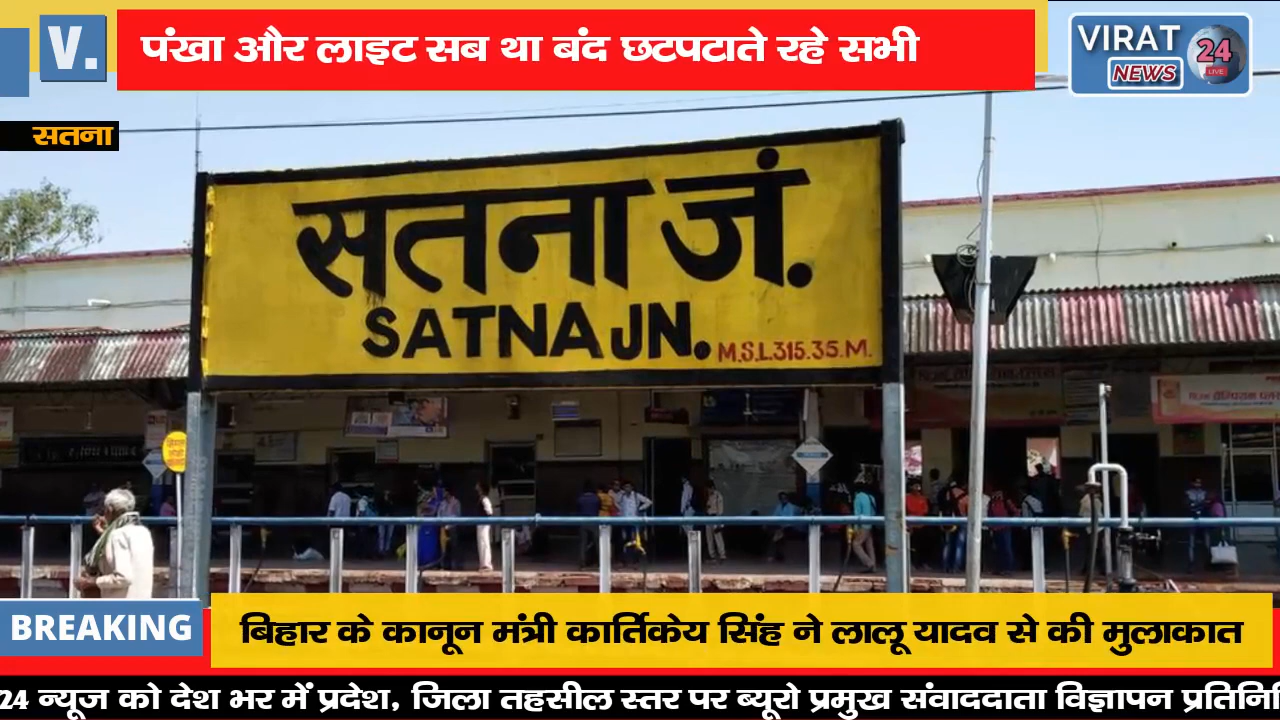 V.
पंखा और लाइट सब था बंद छटपटाते रहे सभी
VIRAT
24
LIVE
NEWS
सतना
सतना जं.
SATNA JN.
M.S.L.315.35.M.
BREAKING
बिहार के कानून मंत्री कार्तिकेय सिंह ने लालू यादव से की मुलाकात
24 न्यूज को देश भर में प्रदेश, जिला तहसील स्तर पर ब्यूरो प्रमुख संवाददाता विज्ञापन प्रतिनि